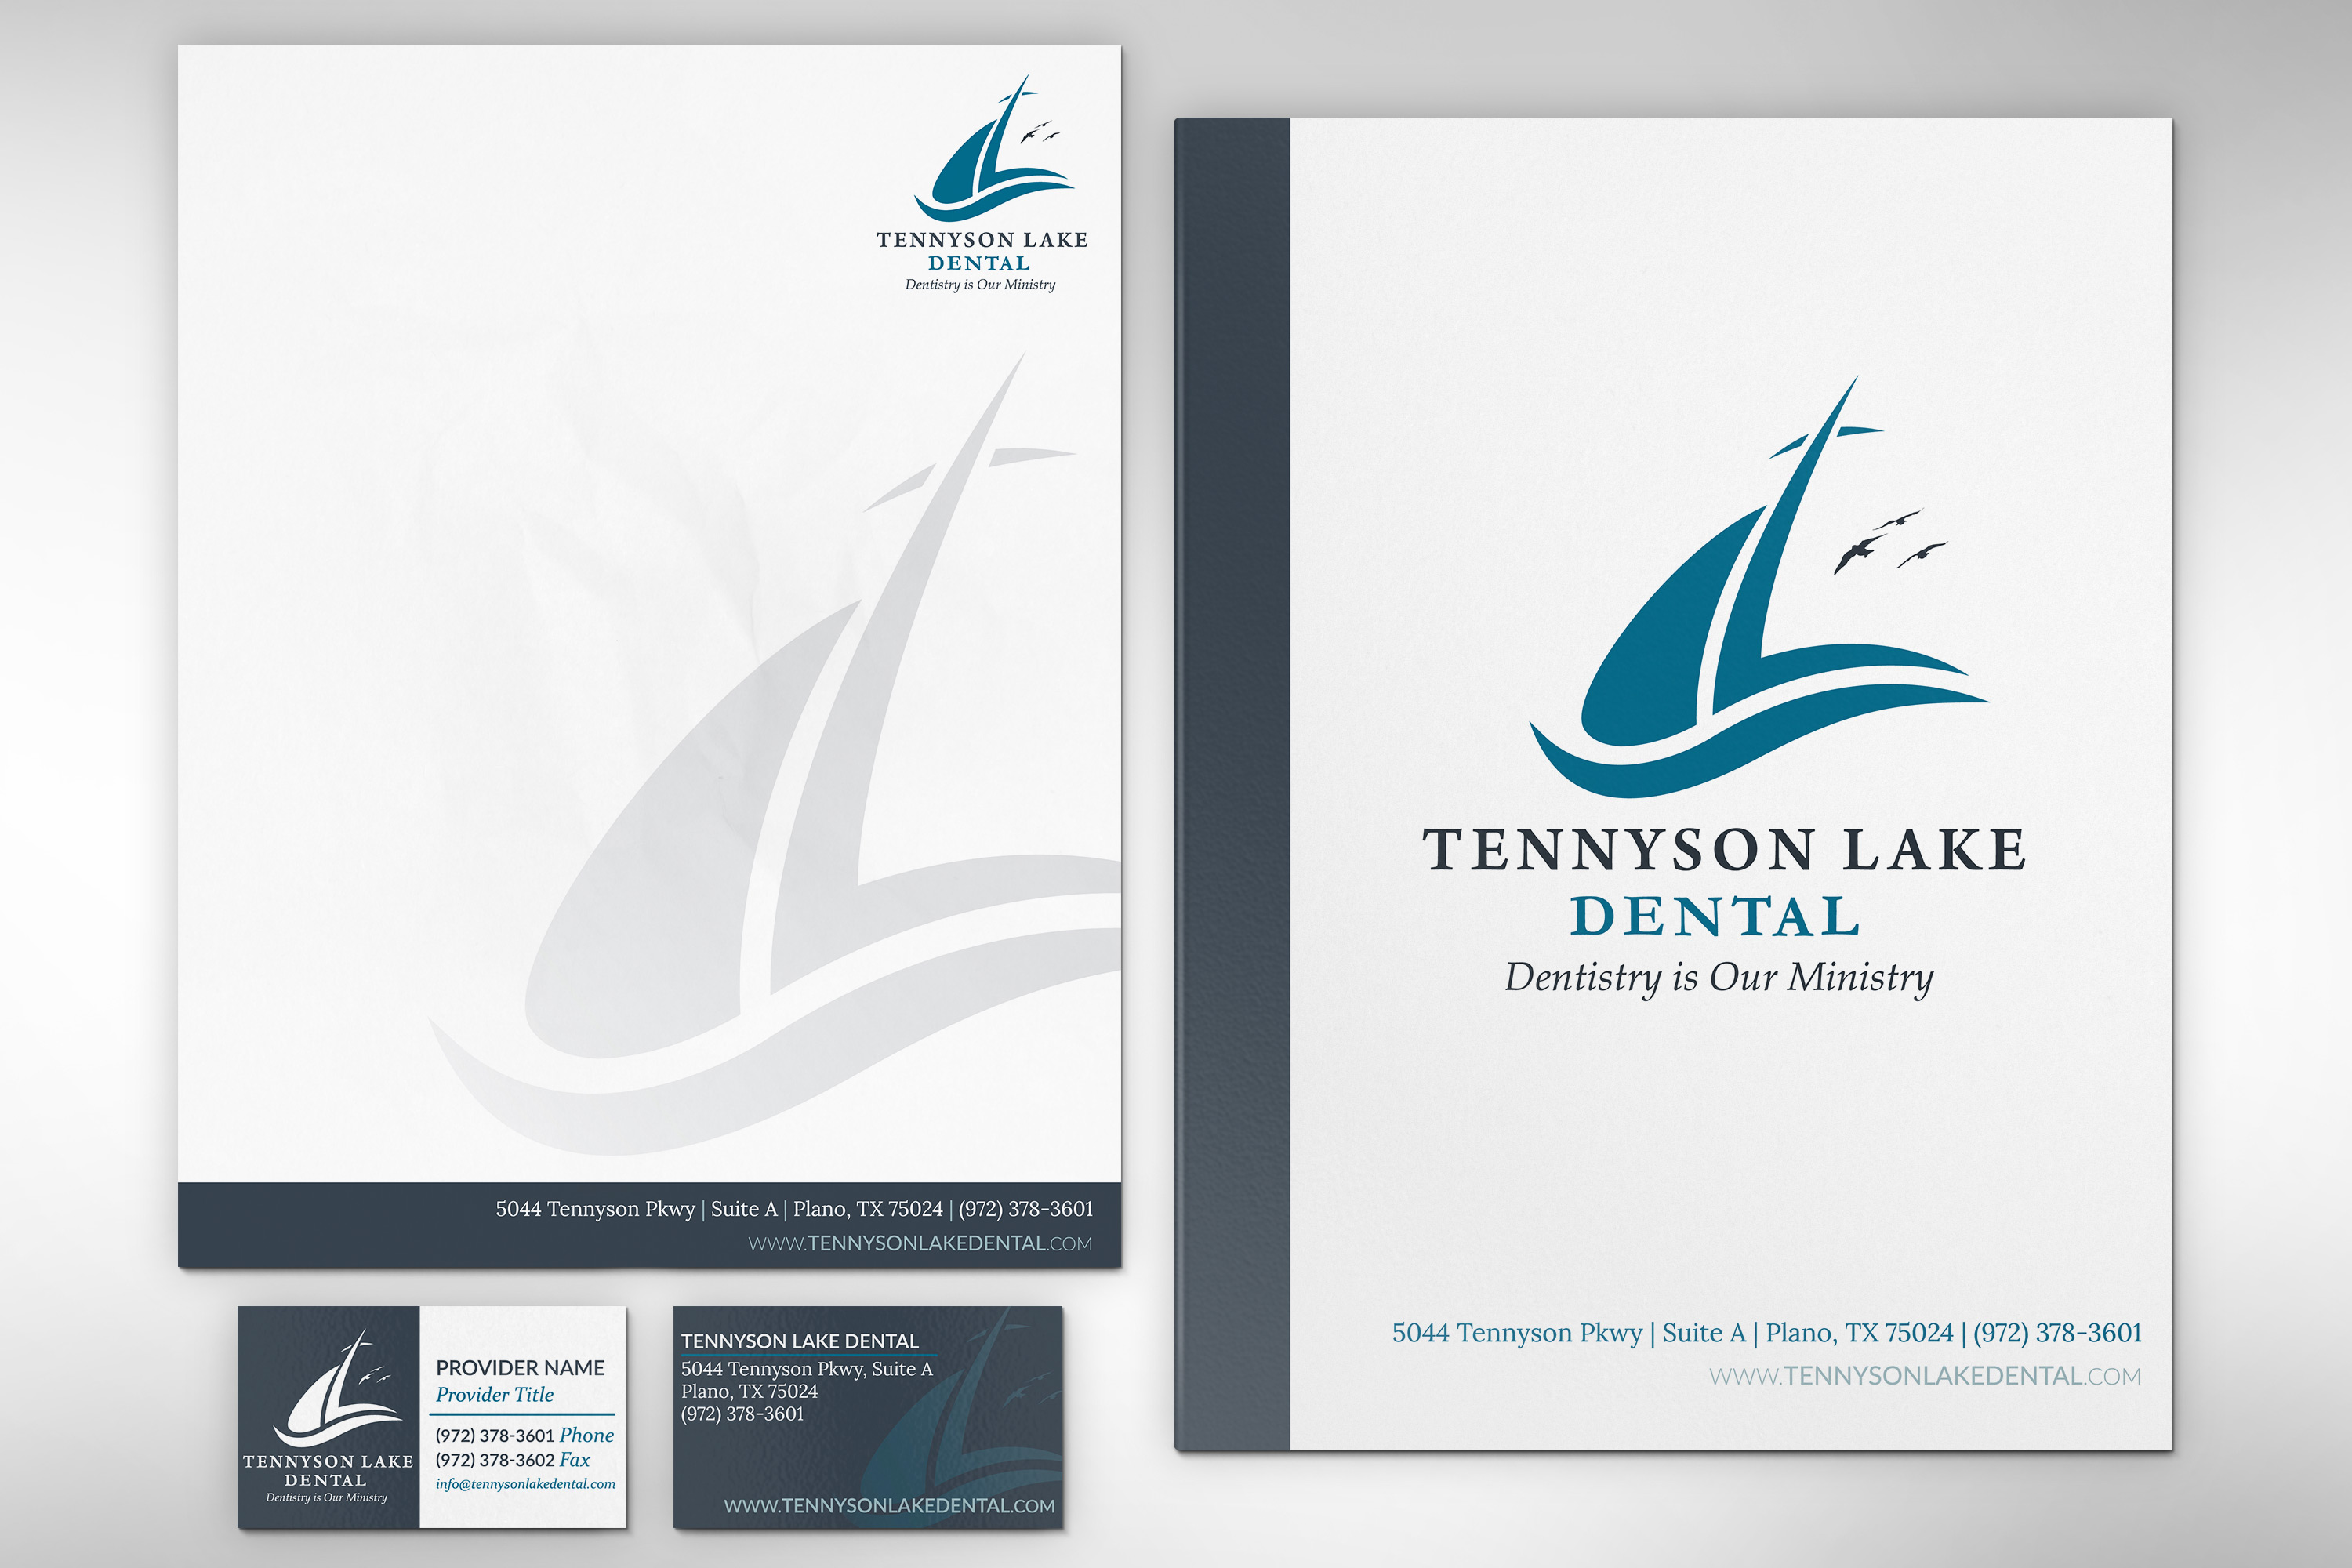 TENNYSON LAKE
DENTAL
Dentistry is Our Ministry
5044 Tennyson Pkwy | Suite A | Plano, TX 75024 | (972) 378-3601
WWW.TENNYSONLAKEDENTAL.COM
TENNYSON LAKE
DENTAL
Dentistry is Our Ministry
5044 Tennyson Pkwy | Suite A | Plano, TX 75024 | (972) 378-3601
WWW.TENNYSONLAKEDENTAL.COM
TENNYSON LAKE
DENTAL
Dentistry is Our Ministry
PROVIDER NAME
Provider Title
(972) 378-3601 Phone
(972) 378-3602 Fax
info@tennysonlakedental.com
TENNYSON LAKE DENTAL
5044 Tennyson Pkwy, Suite A
Plano, TX 75024
(972) 378-3601
WWW.TENNYSONLAKEDENTAL.COM